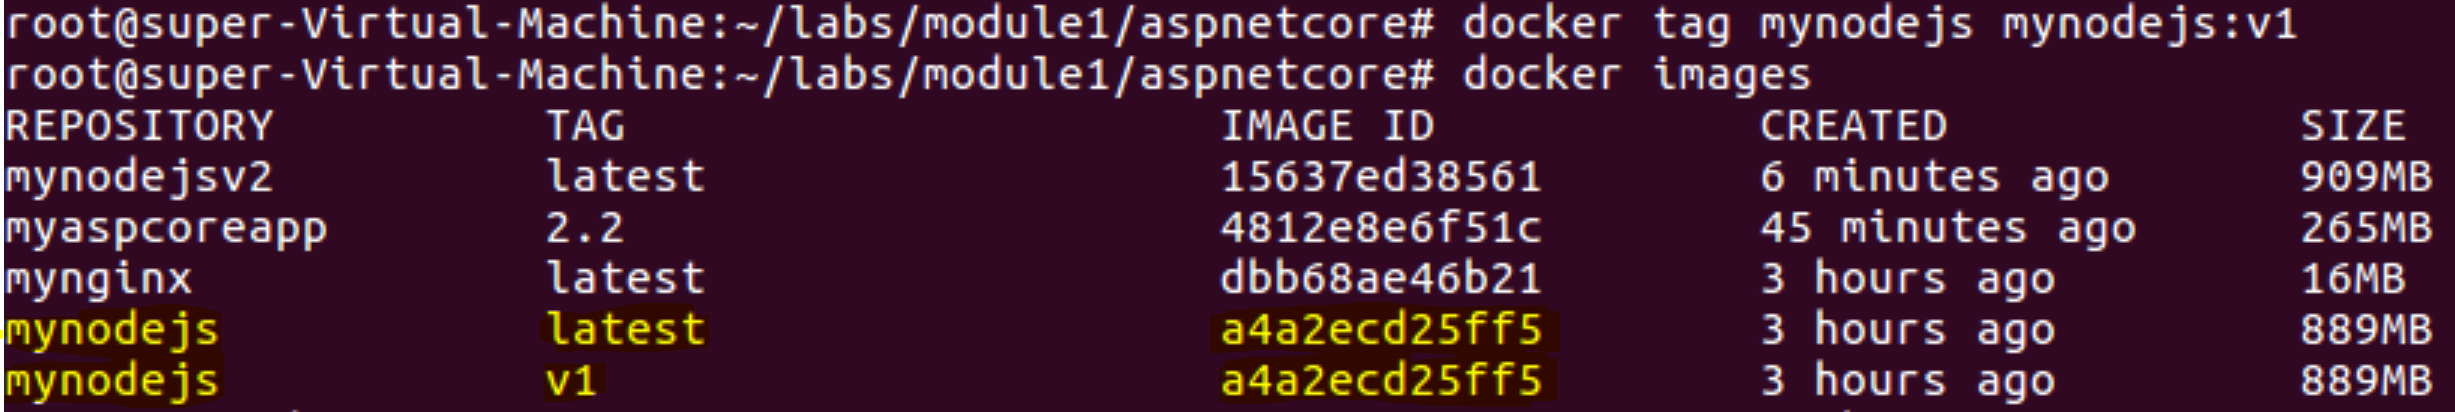 root@super-Virtual-Machine:~/labs/module1/aspnetcore# docker tag mynodejs mynodejs:v1
root@super-Virtual-Machine:~/labs/module1/aspnetcore# docker images
REPOSITORY TAG IMAGE ID CREATED SIZE
mynodejsv2 latest 15637ed38561 6 minutes ago 909MB
myaspcoreapp 2.2 4812e8e6f51c 45 minutes ago 265MB
mynginx latest dbb68ae46b21 3 hours ago 16MB
mynodejs latest a4a2ecd25ff5 3 hours ago 889MB
mynodejs v1 a4a2ecd25ff5 3 hours ago 889MB